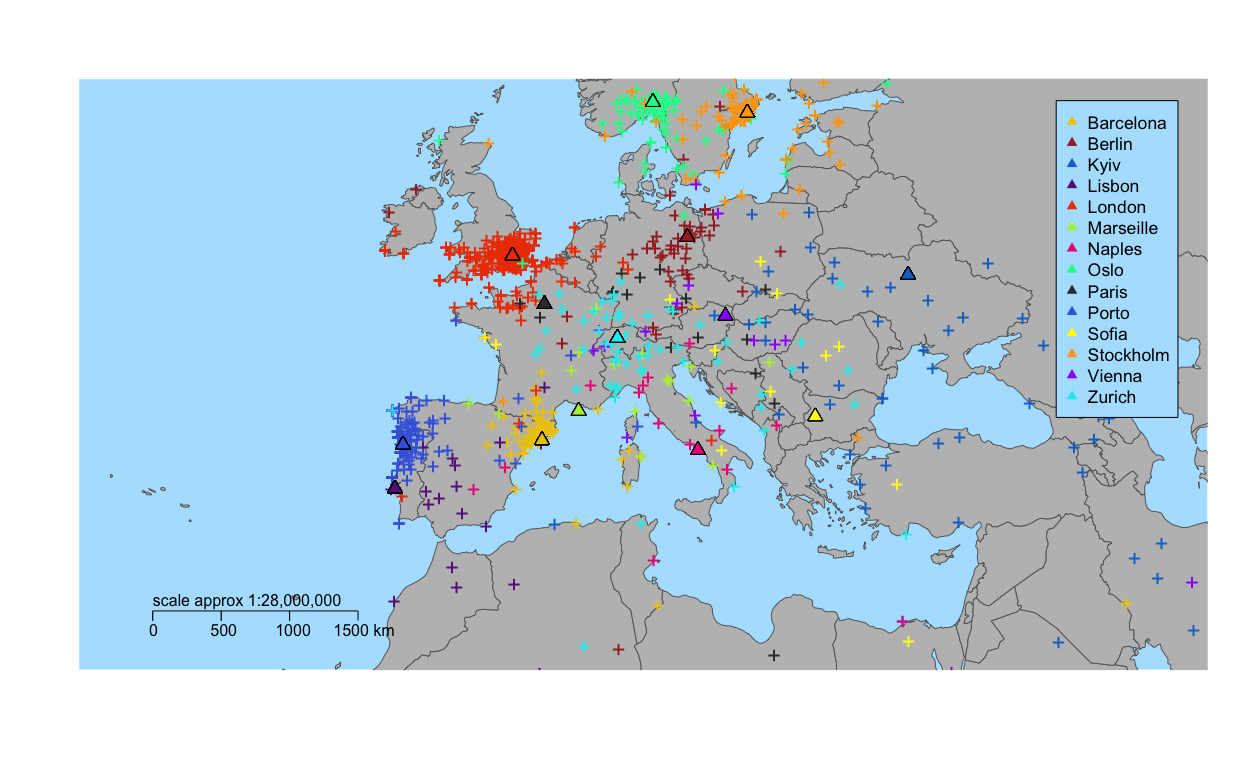 Barcelona
Berlin
Kyiv
Lisbon
London
Marseille
Naples
Oslo
Paris
Porto
Sofia
Stockholm
Vienna
Zurich
scale approx 1:28,000,000
0 500 1000 1500 km